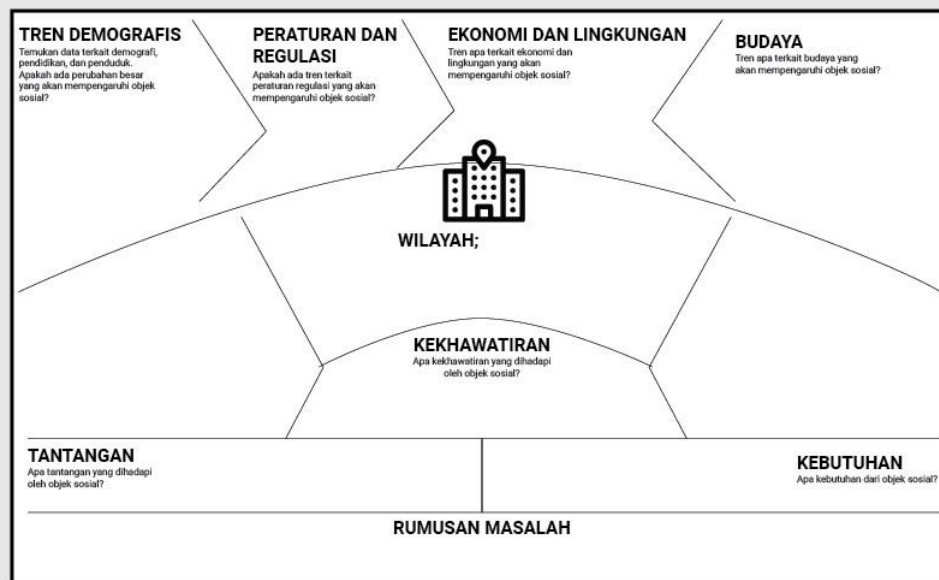 TREN DEMOGRAFIS
Temukan data terkait demografi,
pendidikan, dan penduduk.
Apakah ada perubahan besar
yang akan mempengaruhi objek
sosial?
PERATURAN DAN
REGULASI
Apakah ada tren terkait
peraturan regulasi yang akan
mempengaruhi objek sosial?
EKONOMI DAN LINGKUNGAN
Tren apa terkait ekonomi dan
lingkungan yang akan
mempengaruhi objek sosial?
BUDAYA
Tren apa terkait budaya yang
akan mempengaruhi objek sosial?
WILAYAH;
KEKHAWATIRAN
Apa kekhawatiran yang dihadapi
oleh objek sosial?
TANTANGAN
Apa tantangan yang dihadapi
oleh objek sosial?
KEBUTUHAN
Apa kebutuhan dari objek sosial?
RUMUSAN MASALAH